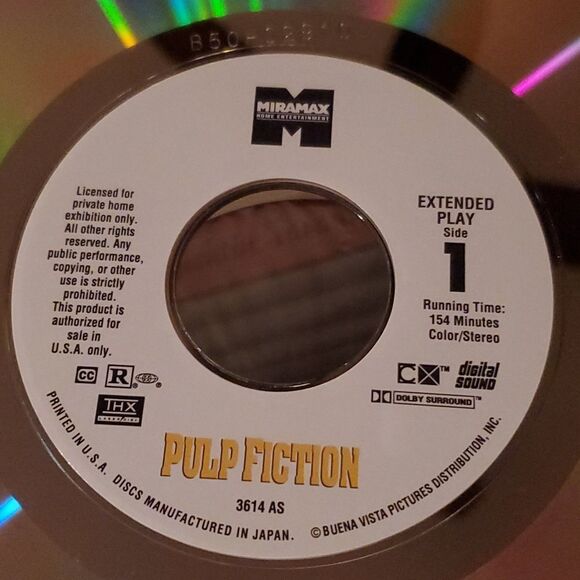 MIRAMAX
HOME ENTERTAINMENT
Licensed for
private home
exhibition only.
All other rights
reserved. Any
public performance,
copying, or other
use is strictly
prohibited.
This product is
authorized for
sale in
U.S.A. only.
CC R
THX
EXTENDED
PLAY
Side
1
Running Time:
154 Minutes
Color/Stereo
CX™ digital
SOUND
DOLBY SURROUND™
PULP FICTION
3614 AS
PRINTED IN U.S.A. DISCS MANUFACTURED IN JAPAN. © BUENA VISTA PICTURES DISTRIBUTION, INC.